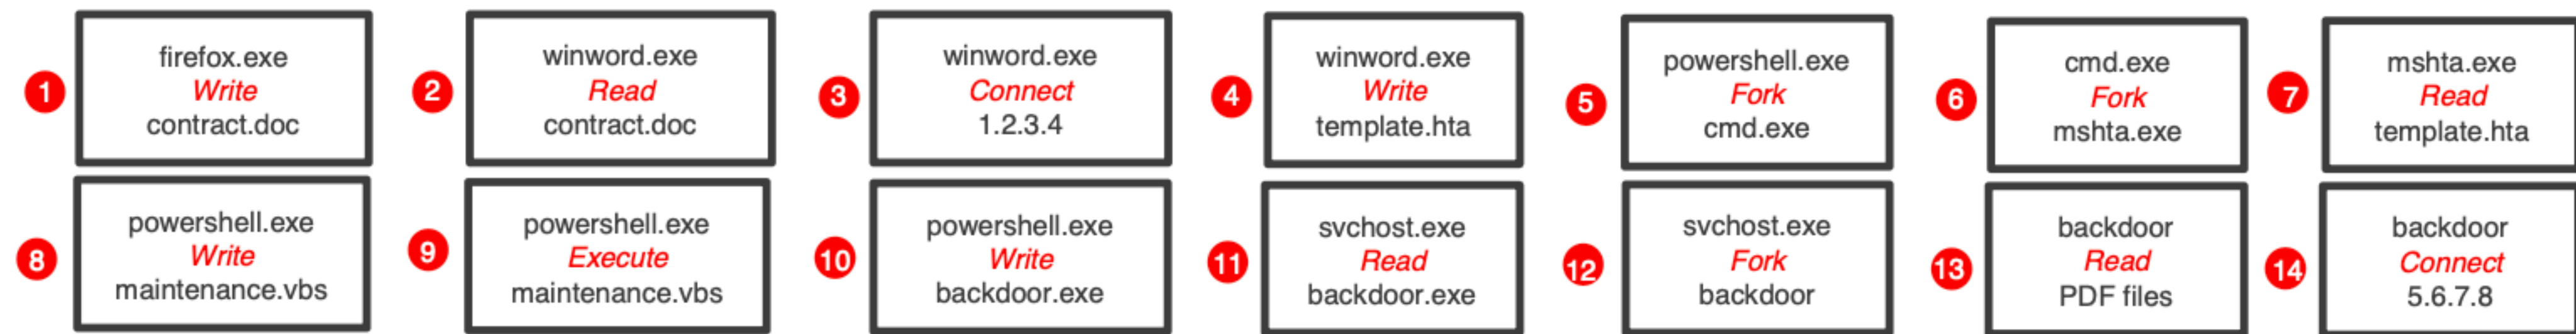 1
firefox.exe
Write
contract.doc
2
winword.exe
Read
contract.doc
3
winword.exe
Connect
1.2.3.4
4
winword.exe
Write
template.hta
5
powershell.exe
Fork
cmd.exe
6
cmd.exe
Fork
mshta.exe
7
mshta.exe
Read
template.hta
8
powershell.exe
Write
maintenance.vbs
9
powershell.exe
Execute
maintenance.vbs
10
powershell.exe
Write
backdoor.exe
11
svchost.exe
Read
backdoor.exe
12
svchost.exe
Fork
backdoor
13
backdoor
Read
PDF files
14
backdoor
Connect
5.6.7.8